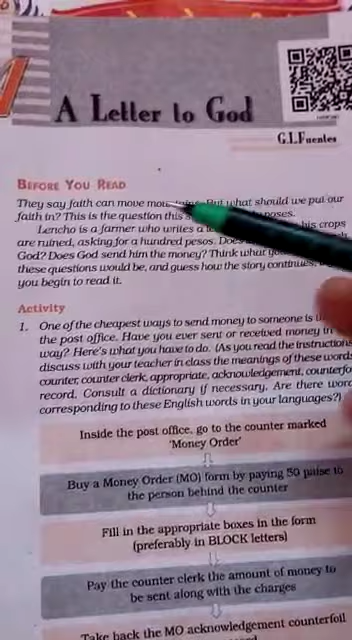 A Letter to God
G.L.Fuentes
BEFORE YOU READ
They say faith can move But what should we put our
faith in? This is the question this
Lencho is a farmer who writes a his crops
are ruined, asking for a hundred pesos. Does
God? Does God send him the money? Think what
these questions would be, and guess how the story continues,
you begin to read it.
Activity
1. One of the cheapest ways to send money to someone is
the post office. Have you ever sent or received money in
way? Here's what you have to do. (As you read the instructions
discuss with your teacher in class the meanings of these words
counter, counter clerk, appropriate, acknowledgement, counterfo
record. Consult a dictionary if necessary. Are there word
corresponding to these English words in your languages?)
Inside the post office, go to the counter marked
'Money Order'
Buy a Money Order (MO) form by paying 50 paise to
the person behind the counter
Fill in the appropriate boxes in the form
(preferably in BLOCK letters)
Pay the counter clerk the amount of money to
be sent along with the charges
Take back the MO acknowledgement counterfoil